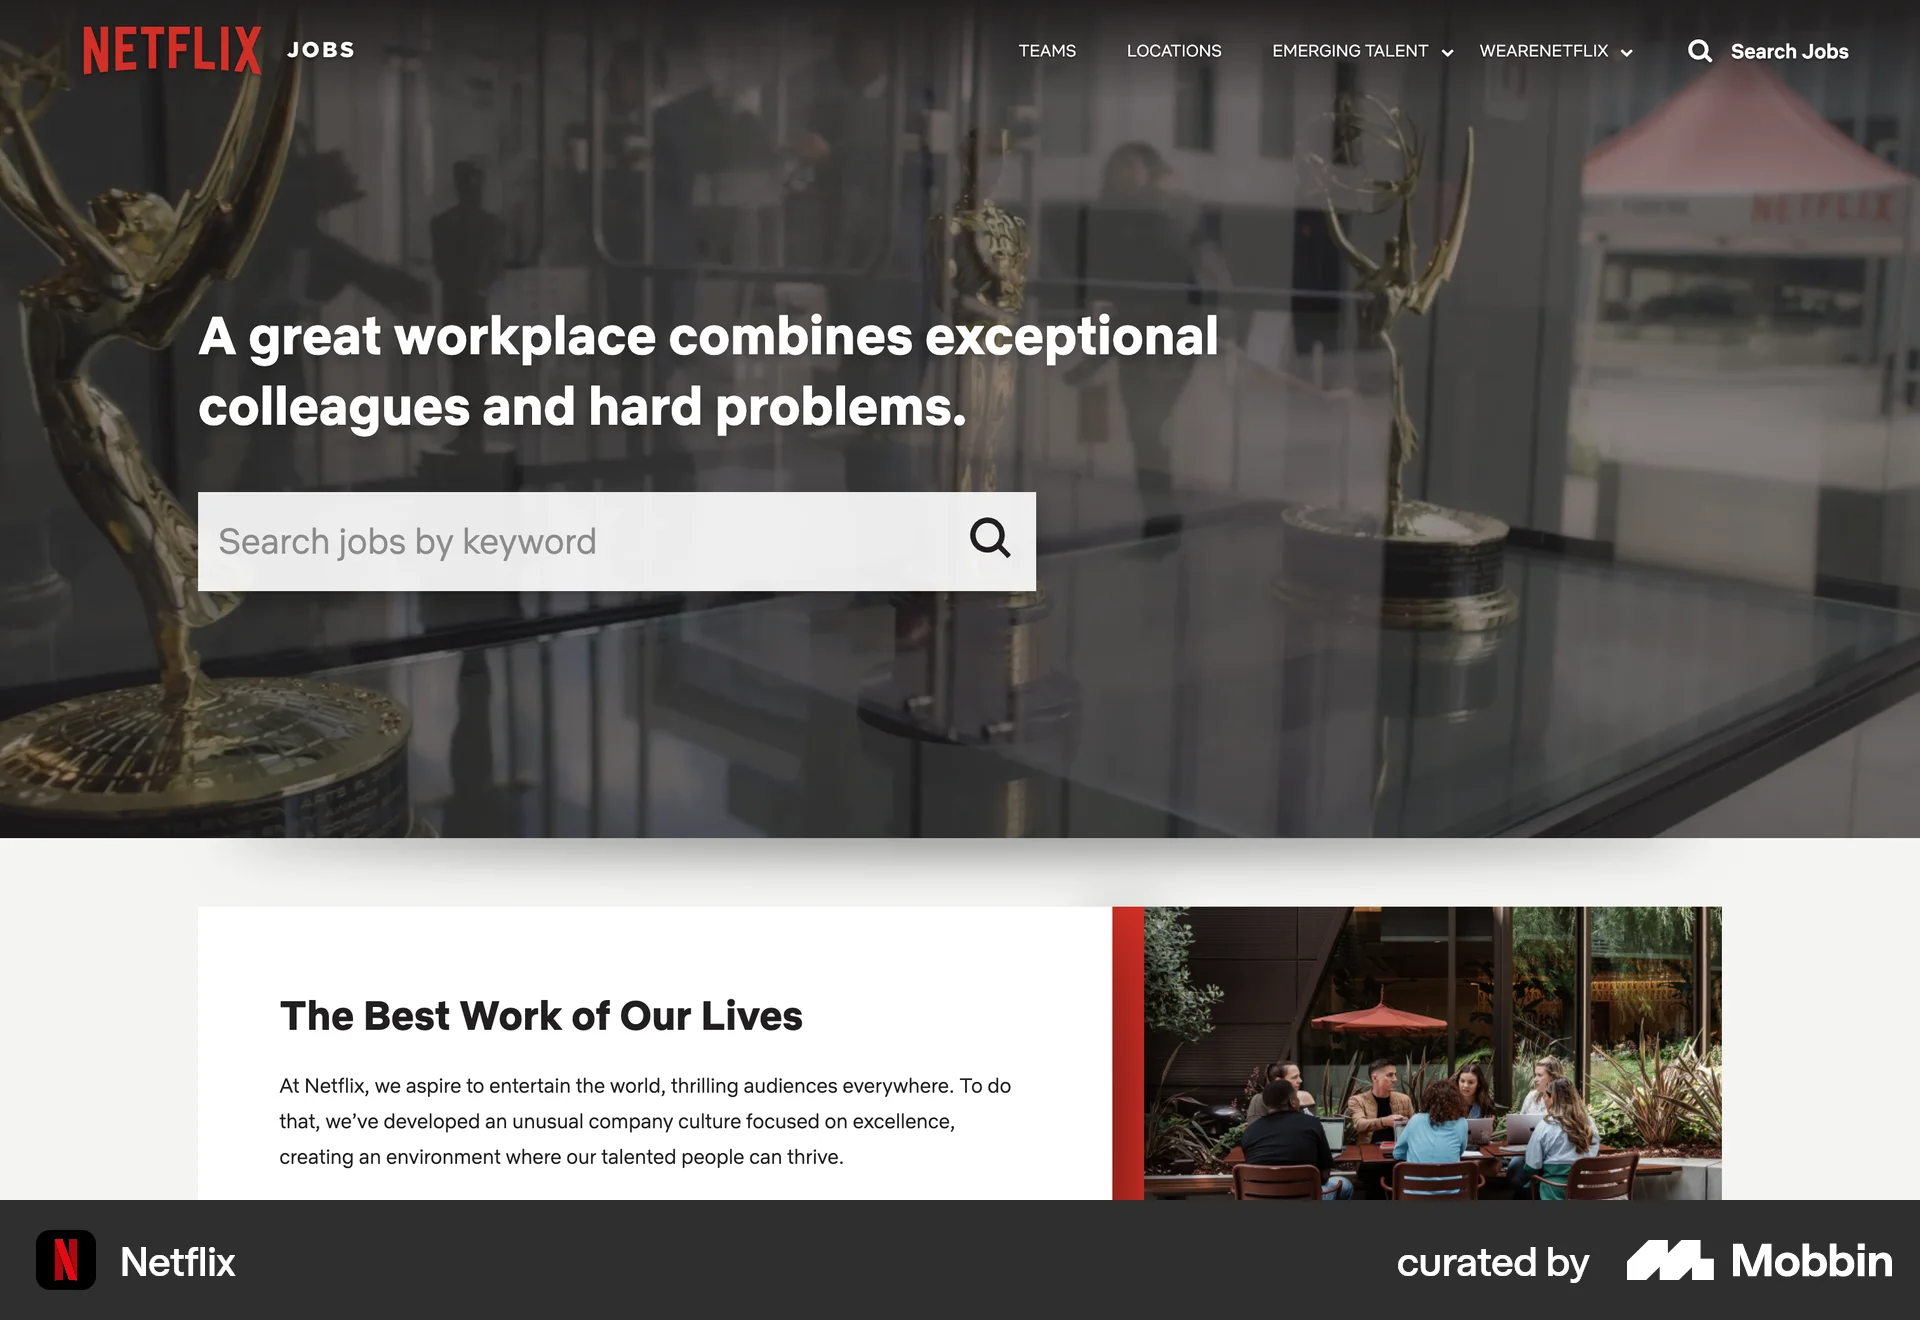 NETFLIX JOBS
TEAMS
LOCATIONS
EMERGING TALENT
WEARENETFLIX
Search Jobs
NETFLIX
A great workplace combines exceptional
colleagues and hard problems.
Search jobs by keyword
The Best Work of Our Lives
At Netflix, we aspire to entertain the world, thrilling audiences everywhere. To do
that, we’ve developed an unusual company culture focused on excellence,
creating an environment where our talented people can thrive.
N Netflix
curated by Mobbin